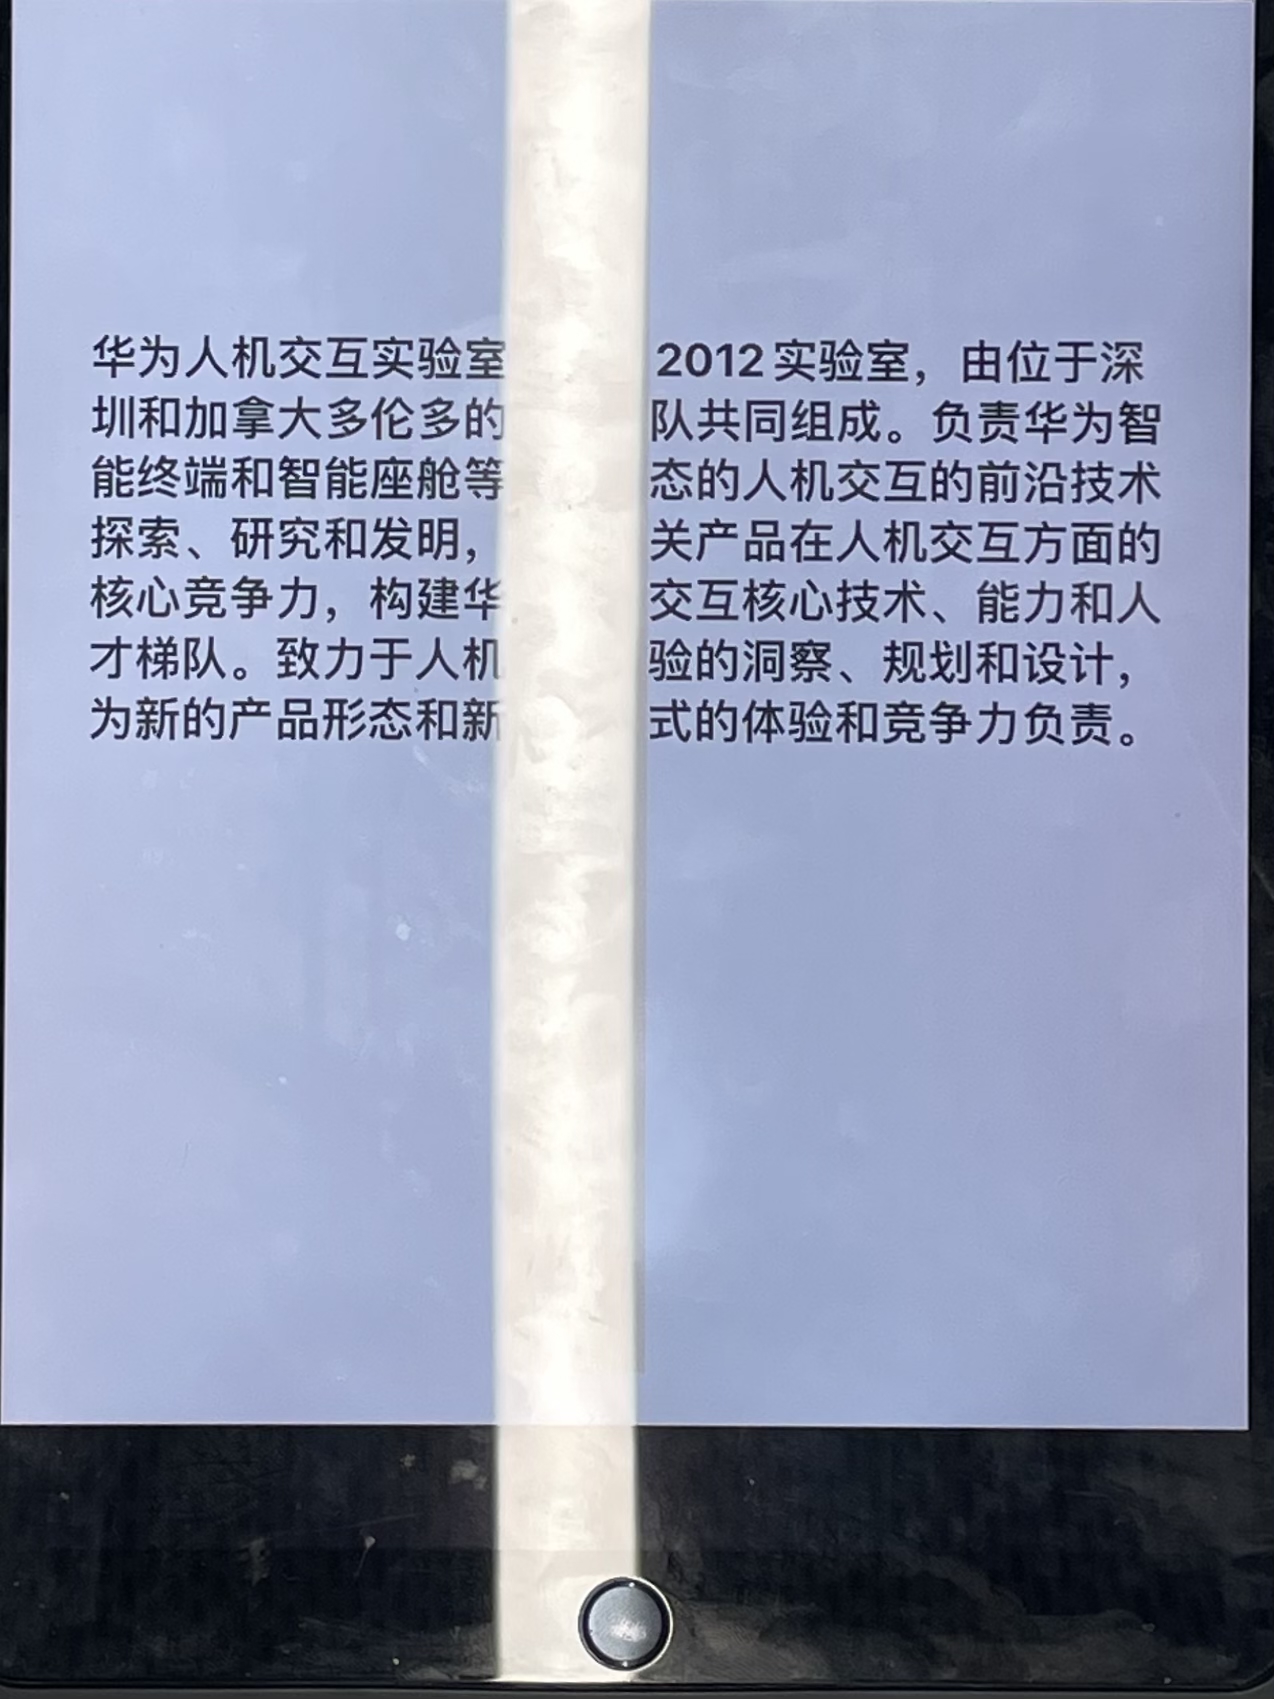 华为人机交互实验室 2012实验室，由位于深
圳和加拿大多伦多的 队共同组成。负责华为智
能终端和智能座舱等 态的人机交互的前沿技术
探索、研究和发明， 关产品在人机交互方面的
核心竞争力，构建华 交互核心技术、能力和人
才梯队。致力于人机 验的洞察、规划和设计，
为新的产品形态和新 式的体验和竞争力负责。